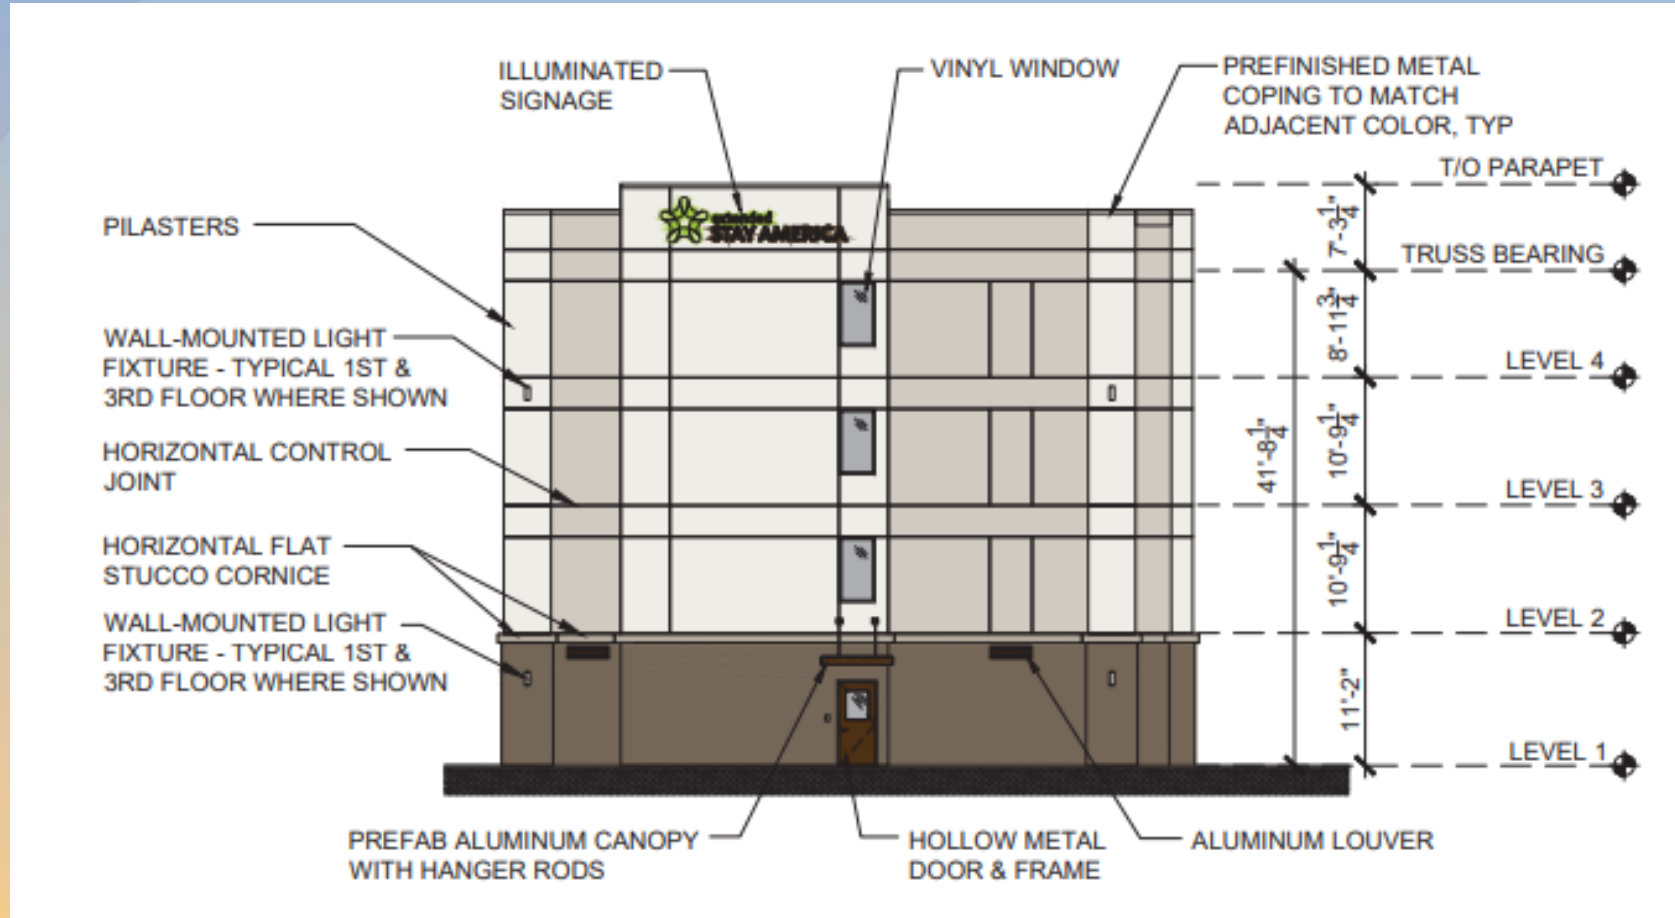 ILLUMINATED
SIGNAGE
VINYL WINDOW
PREFINISHED METAL
COPING TO MATCH
ADJACENT COLOR, TYP
T/O PARAPET
7'-3 1/4"
PILASTERS
extended
STAY AMERICA
TRUSS BEARING
8'-11 3/4"
WALL-MOUNTED LIGHT
FIXTURE - TYPICAL 1ST &
3RD FLOOR WHERE SHOWN
LEVEL 4
10'-9 1/4"
41'-8 1/4"
HORIZONTAL CONTROL
JOINT
LEVEL 3
10'-9 1/4"
HORIZONTAL FLAT
STUCCO CORNICE
LEVEL 2
WALL-MOUNTED LIGHT
FIXTURE - TYPICAL 1ST &
3RD FLOOR WHERE SHOWN
11'-2"
LEVEL 1
PREFAB ALUMINUM CANOPY
WITH HANGER RODS
HOLLOW METAL
DOOR & FRAME
ALUMINUM LOUVER